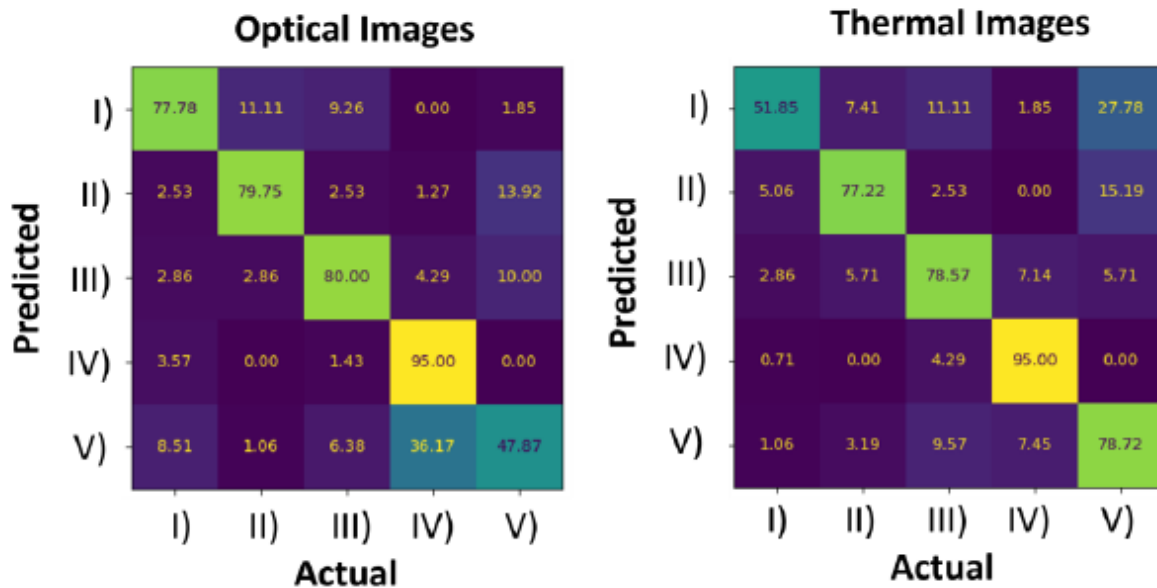 Optical Images
I) 77.78 11.11 9.26 0.00 1.85
II) 2.53 79.75 2.53 1.27 13.92
III) 2.86 2.86 80.00 4.29 10.00
IV) 3.57 0.00 1.43 95.00 0.00
V) 8.51 1.06 6.38 36.17 47.87
I) II) III) IV) V)
Predicted
Actual
Thermal Images
I) 51.85 7.41 11.11 1.85 27.78
II) 5.06 77.22 2.53 0.00 15.19
III) 2.86 5.71 78.57 7.14 5.71
IV) 0.71 0.00 4.29 95.00 0.00
V) 1.06 3.19 9.57 7.45 78.72
I) II) III) IV) V)
Predicted
Actual